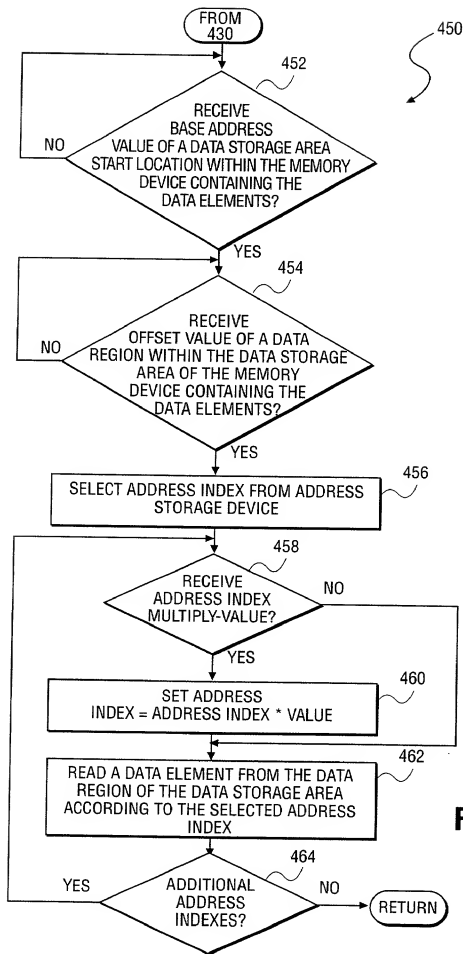 FROM
430
450
452
RECEIVE
BASE ADDRESS
VALUE OF A DATA STORAGE AREA
START LOCATION WITHIN THE MEMORY
DEVICE CONTAINING THE
DATA ELEMENTS?
NO
YES
454
RECEIVE
OFFSET VALUE OF A DATA
REGION WITHIN THE DATA STORAGE
AREA OF THE MEMORY
DEVICE CONTAINING THE
DATA ELEMENTS?
NO
YES
456
SELECT ADDRESS INDEX FROM ADDRESS
STORAGE DEVICE
458
RECEIVE
ADDRESS INDEX
MULTIPLY-VALUE?
NO
YES
460
SET ADDRESS
INDEX = ADDRESS INDEX * VALUE
462
READ A DATA ELEMENT FROM THE DATA
REGION OF THE DATA STORAGE AREA
ACCORDING TO THE SELECTED ADDRESS
INDEX
F
464
ADDITIONAL
ADDRESS
INDEXES?
YES
NO
RETURN